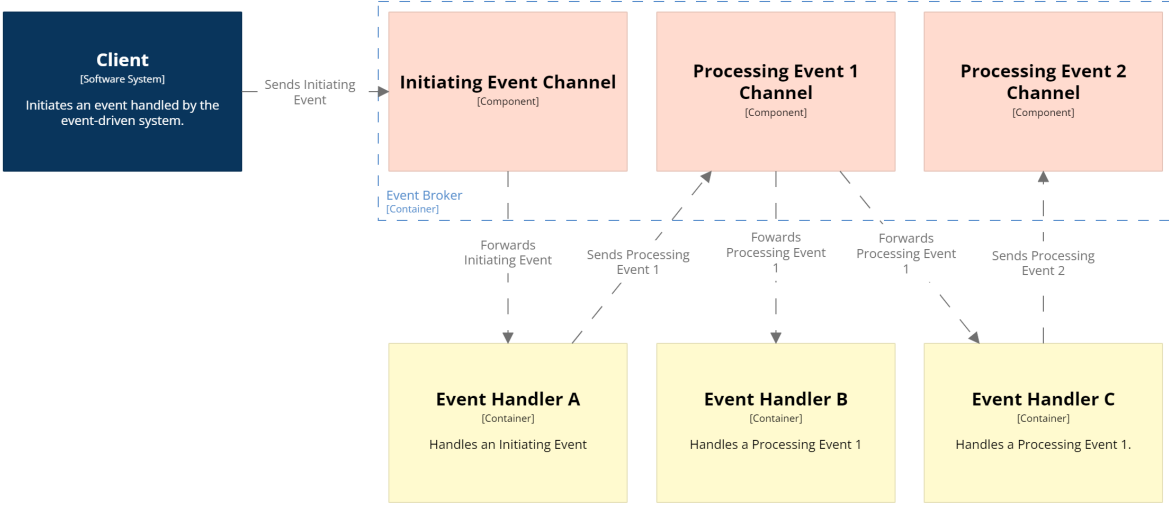 Client
[Software System]
Initiates an event handled by the
event-driven system.
Sends Initiating
Event
Initiating Event Channel
[Component]
Processing Event 1
Channel
[Component]
Processing Event 2
Channel
[Component]
Event Broker
[Container]
Forwards
Initiating Event
Sends Processing
Event 1
Fowards
Processing Event
1
Forwards
Processing Event
1
Sends Processing
Event 2
Event Handler A
[Container]
Handles an Initiating Event
Event Handler B
[Container]
Handles a Processing Event 1
Event Handler C
[Container]
Handles a Processing Event 1.